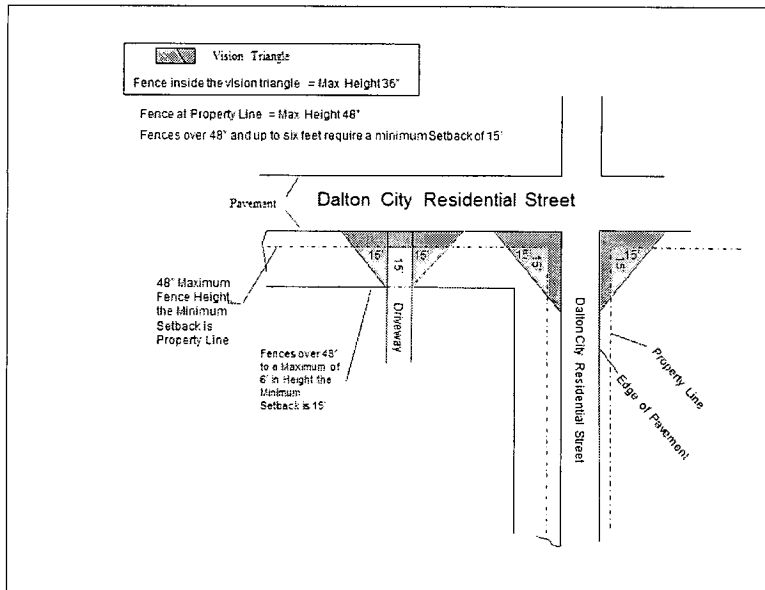 Vision Triangle
Fence inside the vision triangle = Max Height 36"
Fence at Property Line = Max Height 48"
Fences over 48" and up to six feet require a minimum Setback of 15'
Pavement
Dalton City Residential Street
15'
15'
15'
15'
15'
15'
15'
48" Maximum
Fence Height
the Minimum
Setback is
Property Line
Driveway
Fences over 48"
to a Maximum of
6' in Height the
Minimum
Setback is 15'
Dalton City Residential Street
Property Line
Edge of Pavement